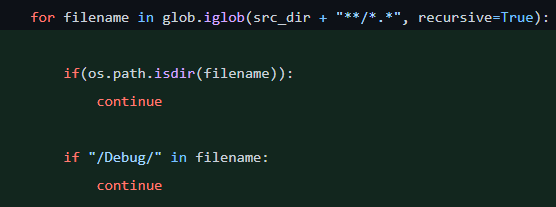 for filename in glob.iglob(src_dir + "**/*.*", recursive=True):
if(os.path.isdir(filename)):
continue
if "/Debug/" in filename:
continue